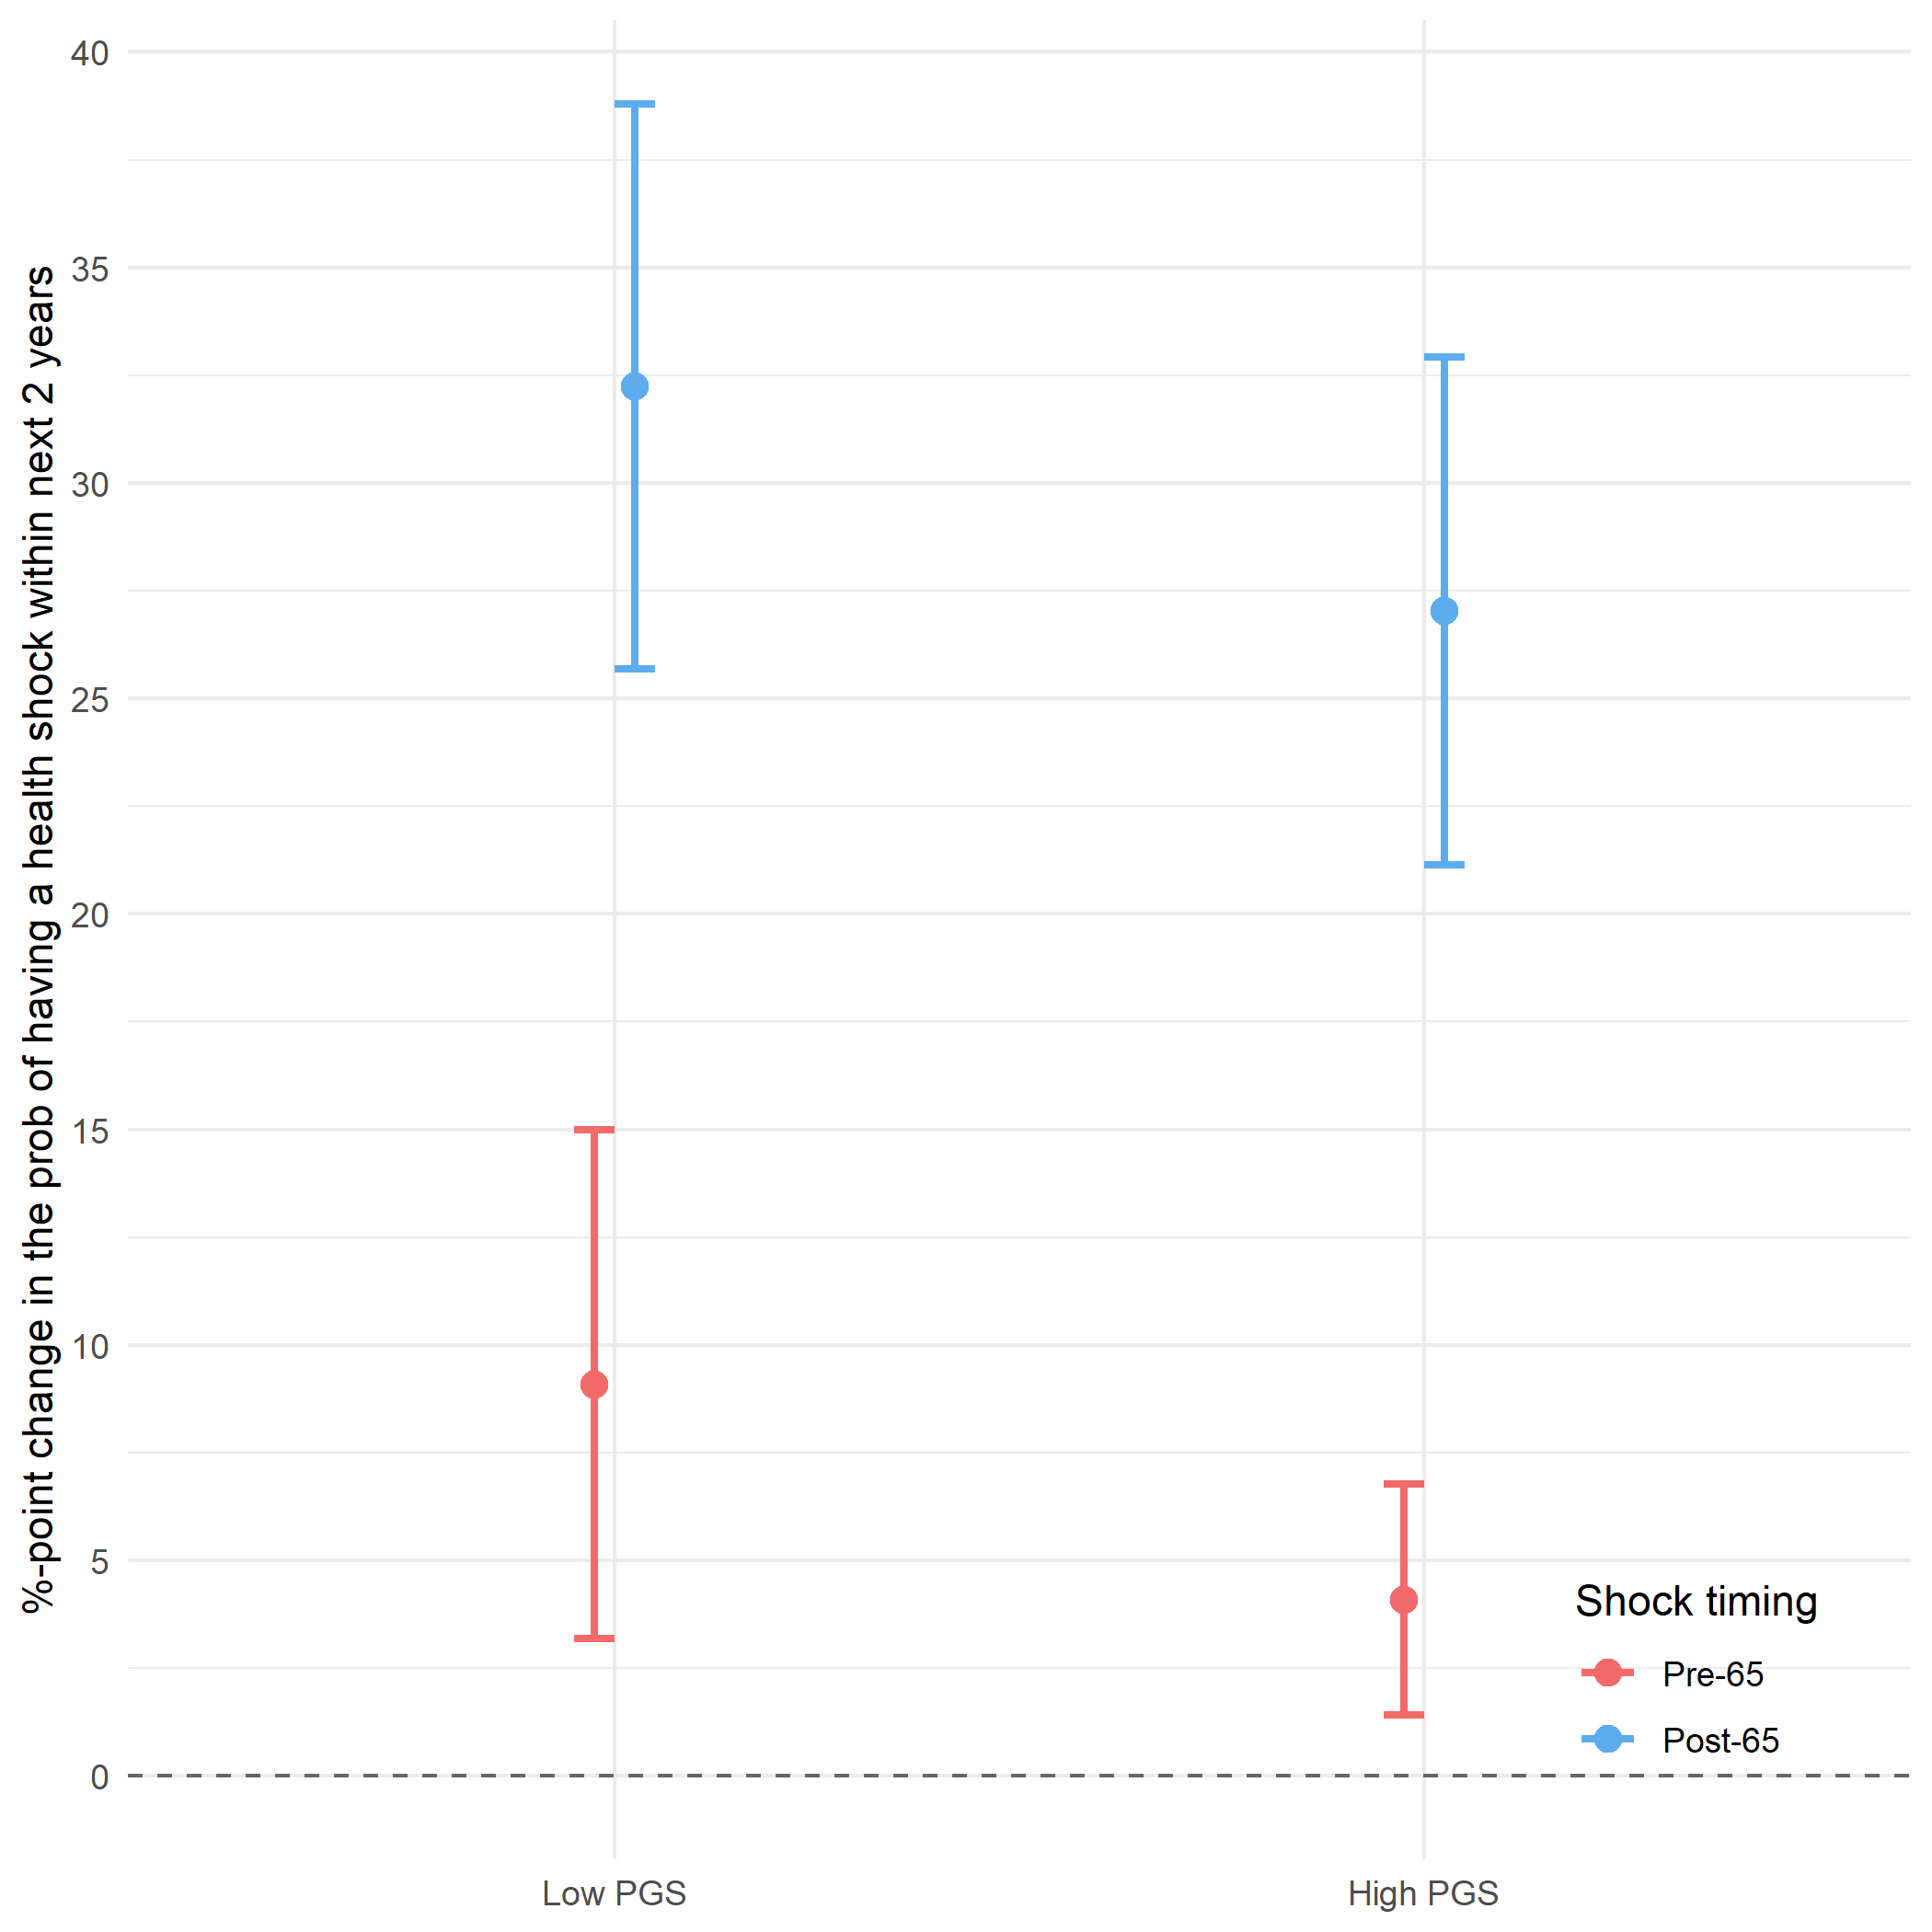 %-point change in the prob of having a health shock within next 2 years
40
35
30
25
20
15
10
5
0
Low PGS
High PGS
Shock timing
Pre-65
Post-65